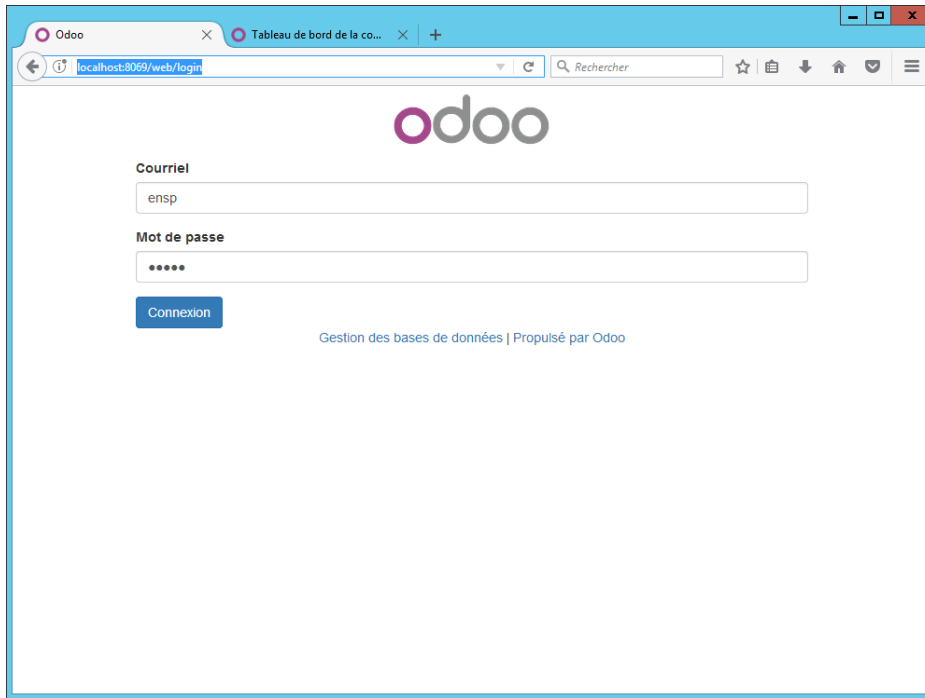 Odoo
Tableau de bord de la co...
localhost:8069/web/login
Rechercher
odoo
Courriel
ensp
Mot de passe
•••••
Connexion
Gestion des bases de données | Propulsé par Odoo